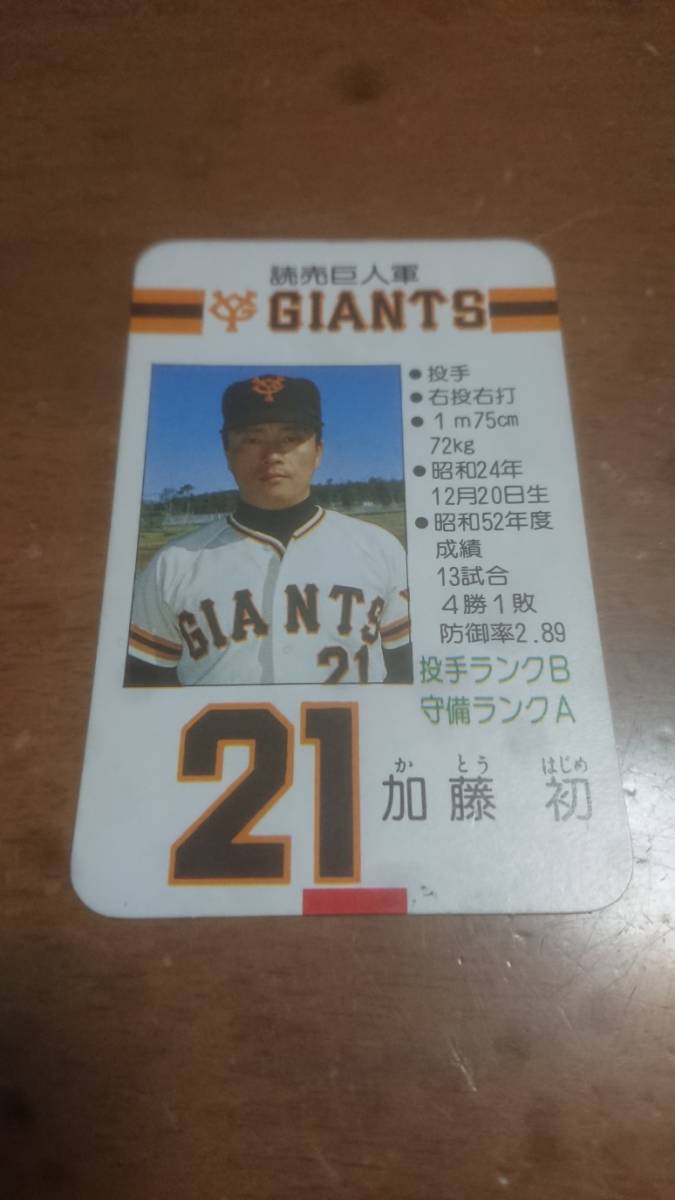 読売巨人軍
YG GIANTS
●投手
●右投右打
●1m75cm
72kg
●昭和24年
12月20日生
●昭和52年度
成績
13試合
4勝1敗
防御率2.89
投手ランクB
守備ランクA
YG
GIANTS
21
21
かとう はじめ
加藤 初